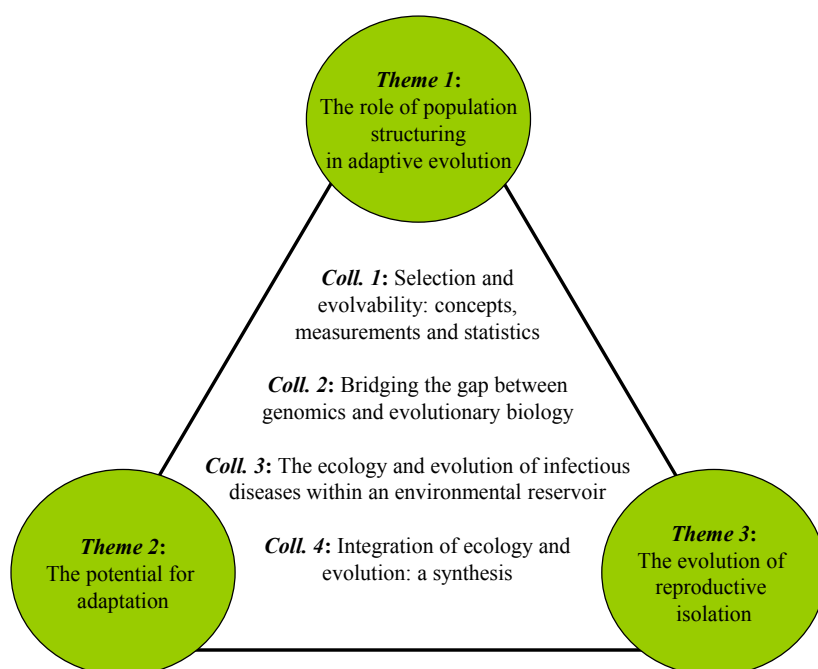 Theme 1:
The role of population
structuring
in adaptive evolution
Coll. 1: Selection and
evolvability: concepts,
measurements and statistics
Coll. 2: Bridging the gap between
genomics and evolutionary biology
Coll. 3: The ecology and evolution of infectious
diseases within an environmental reservoir
Coll. 4: Integration of ecology and
evolution: a synthesis
Theme 2:
The potential for
adaptation
Theme 3:
The evolution of
reproductive
isolation